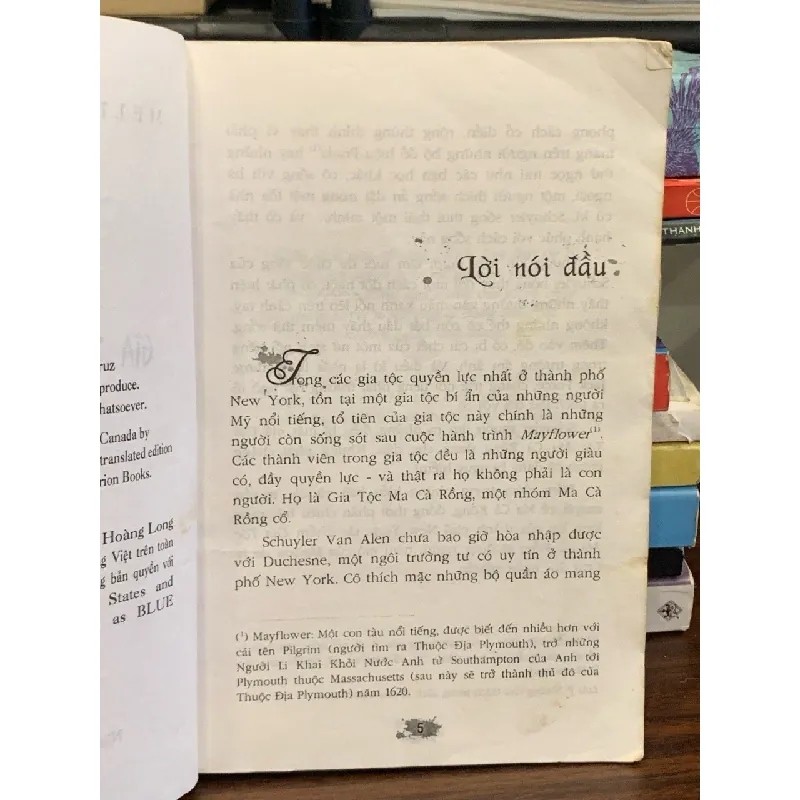 MEL
GIA
ruz
produce.
hatsoever.
Canada by
translated edition
rion Books.
Hoàng Long
g Việt trên toàn
g bản quyền với
States and
as BLUE
THANH
Lời nói đầu
Trong các gia tộc quyền lực nhất ở thành phố
New York, tồn tại một gia tộc bí ẩn của những người
Mỹ nổi tiếng, tổ tiên của gia tộc này chính là những
người còn sống sót sau cuộc hành trình Mayflower(1).
Các thành viên trong gia tộc đều là những người giàu
có, đầy quyền lực - và thật ra họ không phải là con
người. Họ là Gia Tộc Ma Cà Rồng, một nhóm Ma Cà
Rồng cổ.
Schuyler Van Alen chưa bao giờ hòa nhập được
với Duchesne, một ngôi trường tư có uy tín ở thành
phố New York. Cô thích mặc những bộ quần áo mang
(1) Mayflower: Một con tàu nổi tiếng, được biết đến nhiều hơn với
cái tên Pilgrim (người tìm ra Thuộc Địa Plymouth), trở những
Người Li Khai Khỏi Nước Anh từ Southampton của Anh tới
Plymouth thuộc Massachusetts (sau này sẽ trở thành thủ đô của
Thuộc Địa Plymouth) năm 1620.
5